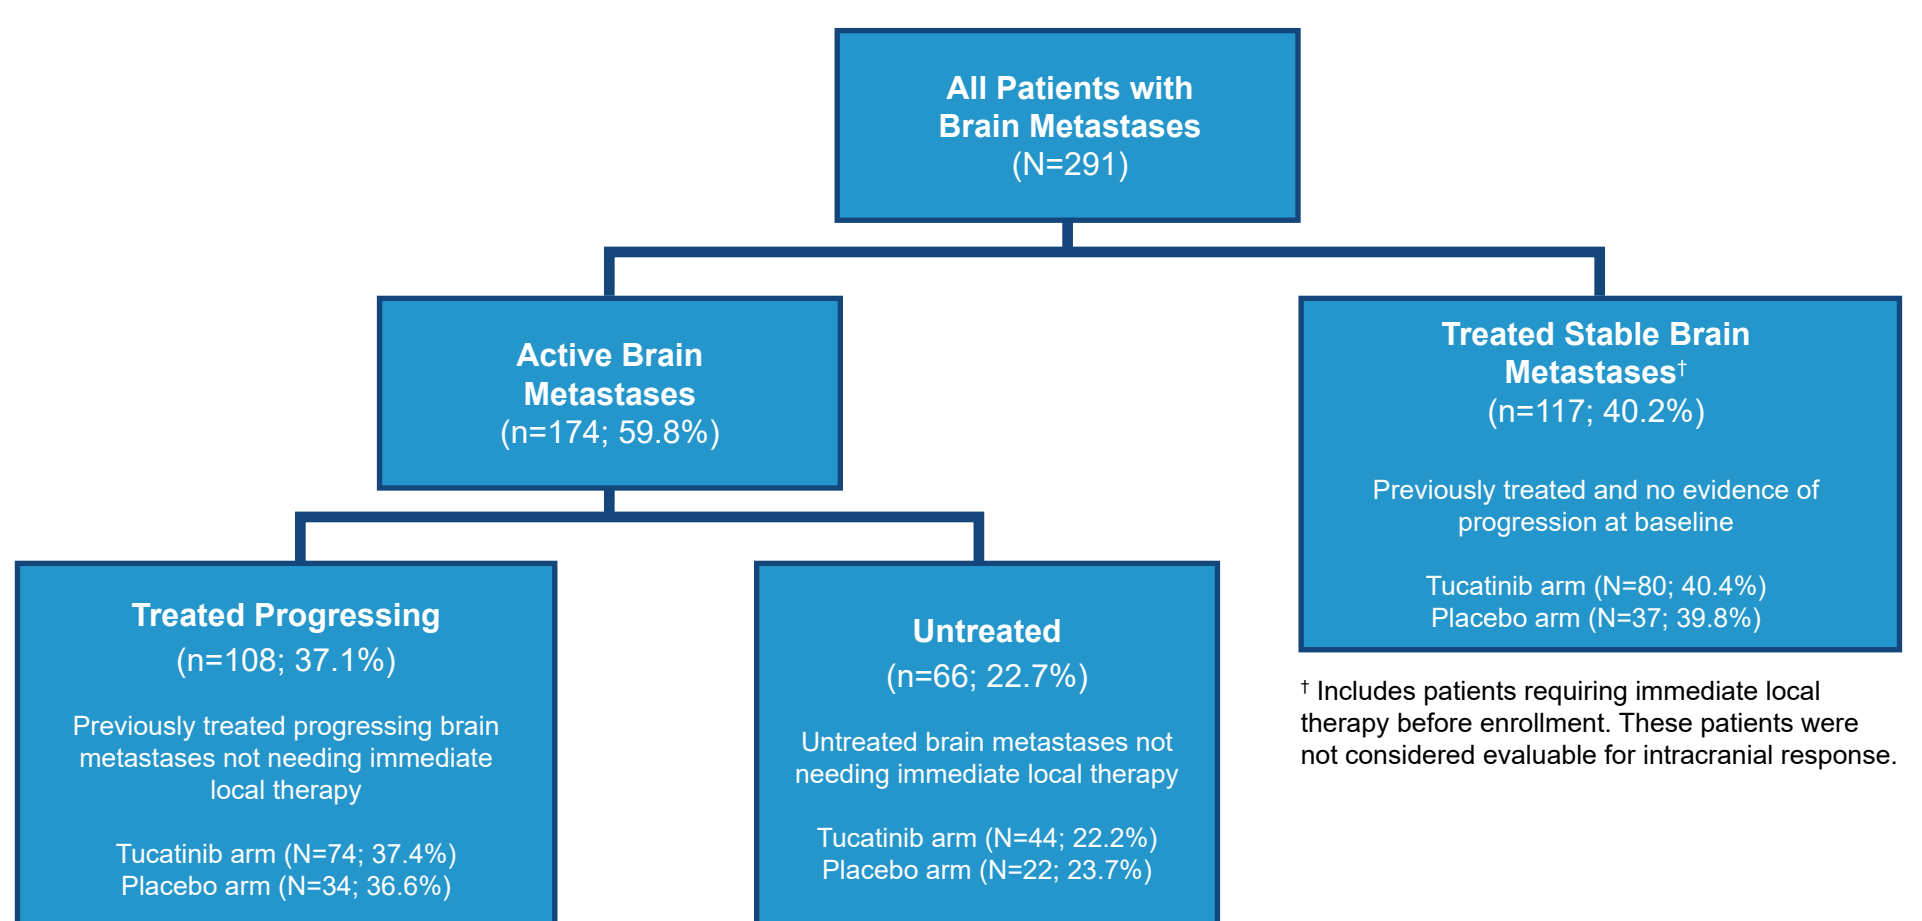 All Patients with
Brain Metastases
(N=291)
Active Brain
Metastases
(n=174; 59.8%)
Treated Stable Brain
Metastases†
(n=117; 40.2%)
Previously treated and no evidence of
progression at baseline
Tucatinib arm (N=80; 40.4%)
Placebo arm (N=37; 39.8%)
Treated Progressing
(n=108; 37.1%)
Previously treated progressing brain
metastases not needing immediate
local therapy
Tucatinib arm (N=74; 37.4%)
Placebo arm (N=34; 36.6%)
Untreated
(n=66; 22.7%)
Untreated brain metastases not
needing immediate local therapy
Tucatinib arm (N=44; 22.2%)
Placebo arm (N=22; 23.7%)
† Includes patients requiring immediate local
therapy before enrollment. These patients were
not considered evaluable for intracranial response.